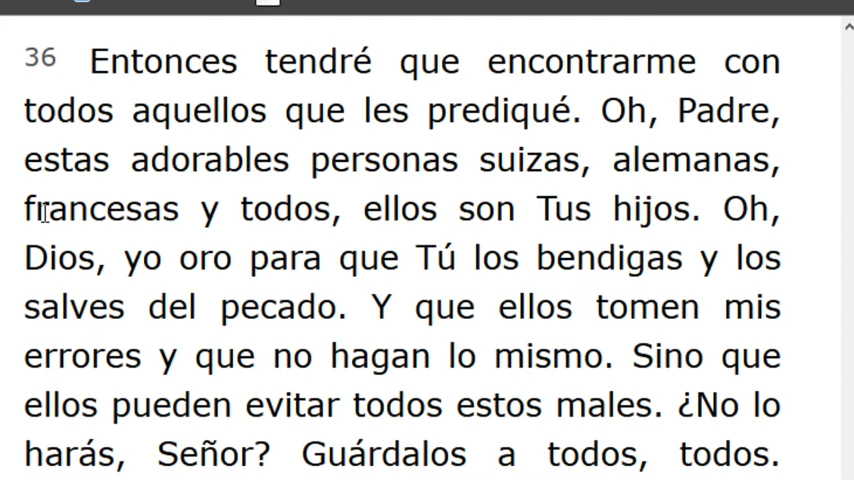 36 Entonces tendré que encontrarme con
todos aquellos que les prediqué. Oh, Padre,
estas adorables personas suizas, alemanas,
francesas y todos, ellos son Tus hijos. Oh,
Dios, yo oro para que Tú los bendigas y los
salves del pecado. Y que ellos tomen mis
errores y que no hagan lo mismo. Sino que
ellos pueden evitar todos estos males. ¿No lo
harás, Señor? Guárdalos a todos, todos.